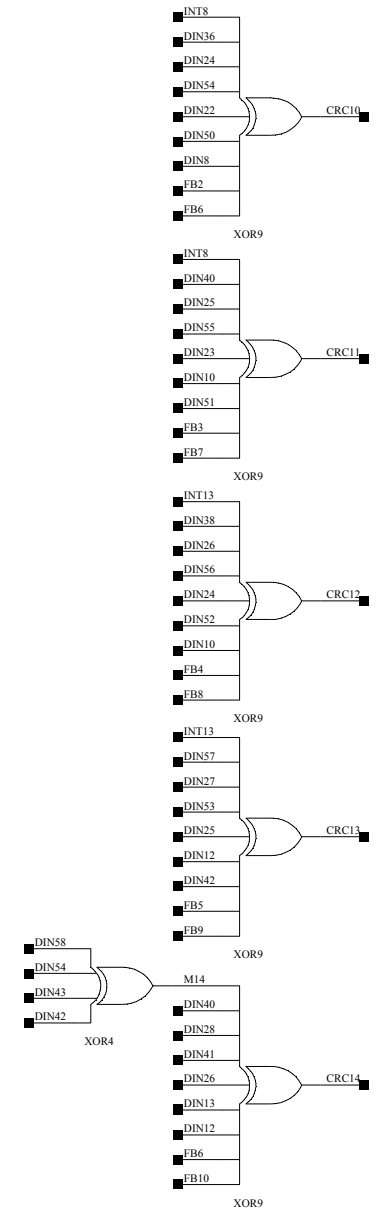 INT8
DIN36
DIN24
DIN54
DIN22
CRC10
DIN50
DIN8
FB2
FB6
XOR9
INT8
DIN40
DIN25
DIN55
DIN23
CRC11
DIN10
DIN51
FB3
FB7
XOR9
INT13
DIN38
DIN26
DIN56
DIN24
CRC12
DIN52
DIN10
FB4
FB8
XOR9
INT13
DIN57
DIN27
DIN53
DIN25
CRC13
DIN12
DIN42
FB5
FB9
XOR9
DIN58
DIN54
DIN43
DIN42
XOR4
M14
DIN40
DIN28
DIN41
DIN26
CRC14
DIN13
DIN12
FB6
FB10
XOR9